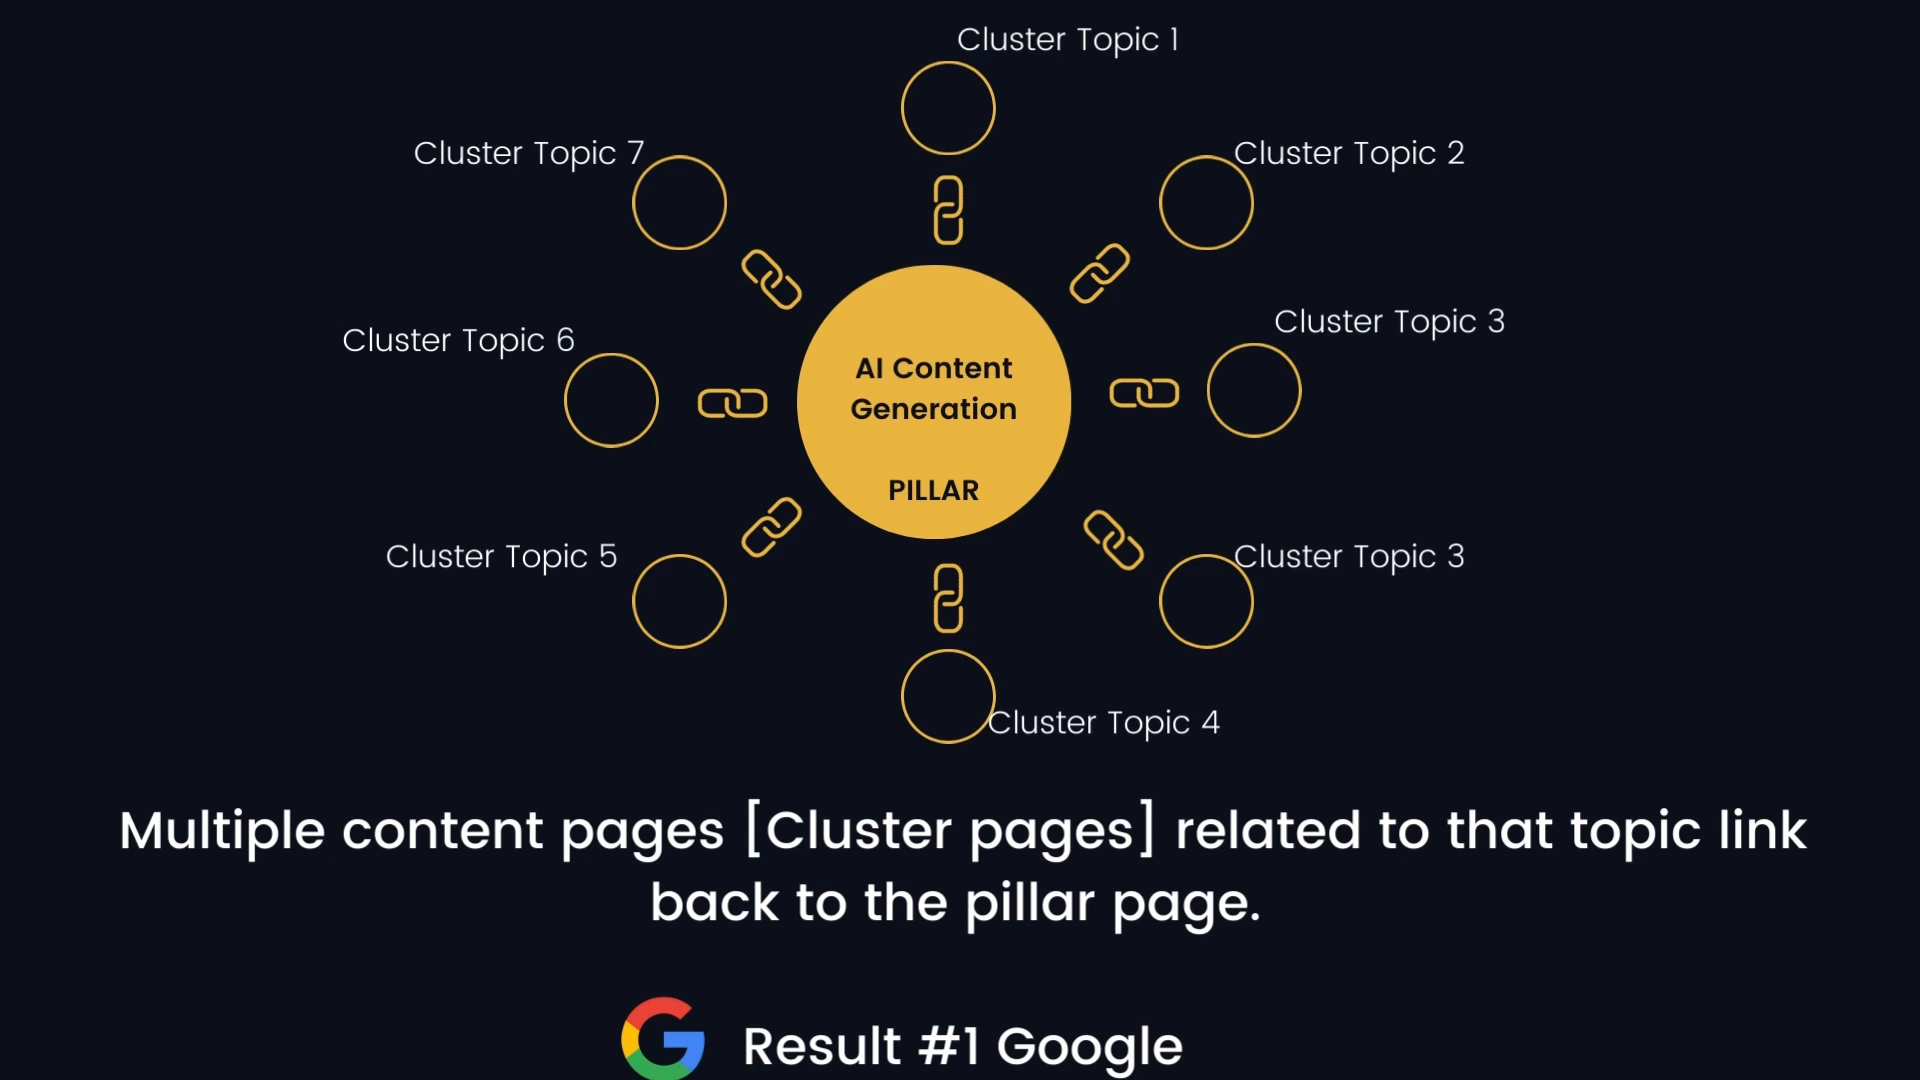 Cluster Topic 1
Cluster Topic 7
Cluster Topic 2
Cluster Topic 3
Cluster Topic 6
AI Content
Generation
PILLAR
Cluster Topic 5
Cluster Topic 3
Cluster Topic 4
Multiple content pages [Cluster pages] related to that topic link
back to the pillar page.
Result #1 Google